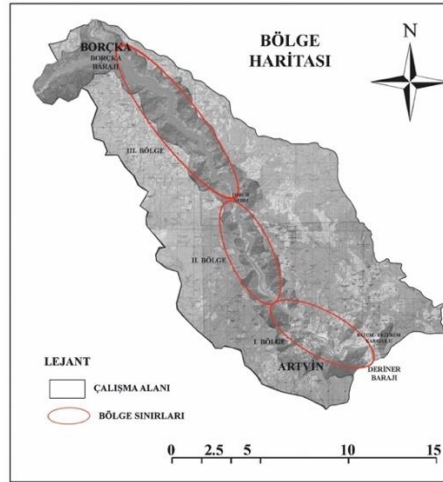 BÖLGE
HARİTASI
N
BORÇKA
BORÇKA
BARAJI
III. BÖLGE
II. BÖLGE
I. BÖLGE
ARTVİN
DERİNER
BARAJI
LEJANT
ÇALIŞMA ALANI
BÖLGE SINIRLARI
0 2.5 5 10 15